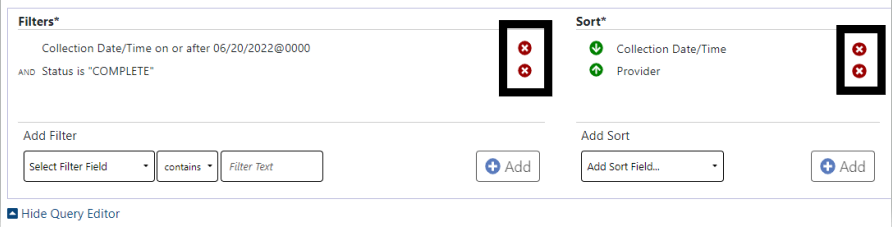 Filters*
Collection Date/Time on or after 06/20/2022@0000
AND Status is "COMPLETE"
Add Filter
Select Filter Field contains Filter Text Add
Sort*
Collection Date/Time
Provider
Add Sort
Add Sort Field... Add
Hide Query Editor